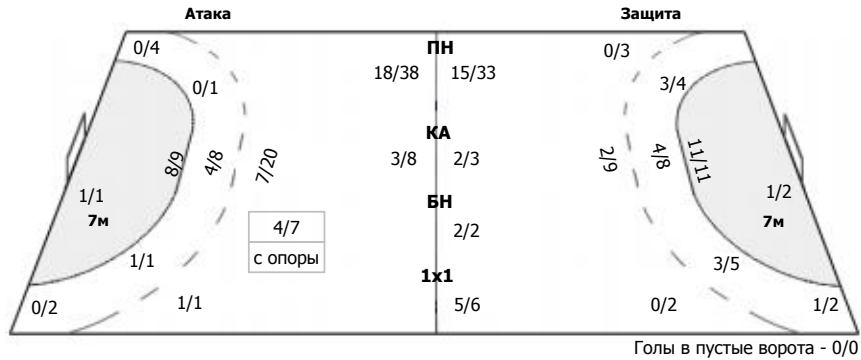 Атака Защита
0/4 ПН 0/3
18/38 15/33
0/1 3/4
КА
8/9 4/8 7/20 3/8 2/3 2/9 4/8 11/11
1/1 1/2
7м БН 7м
4/7 2/2
с опоры
1/1 3/5
1x1
0/2 1/1 5/6 0/2 1/2
Голы в пустые ворота - 0/0